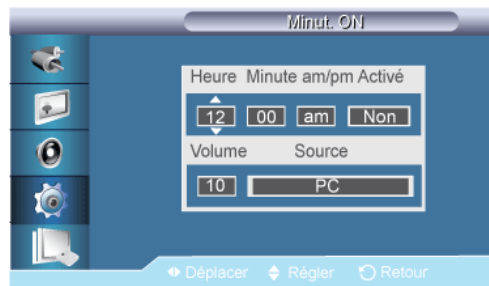 Minut. ON
Heure Minute am/pm Activé
12 00 am Non
Volume Source
10 PC
Déplacer Régler Retour